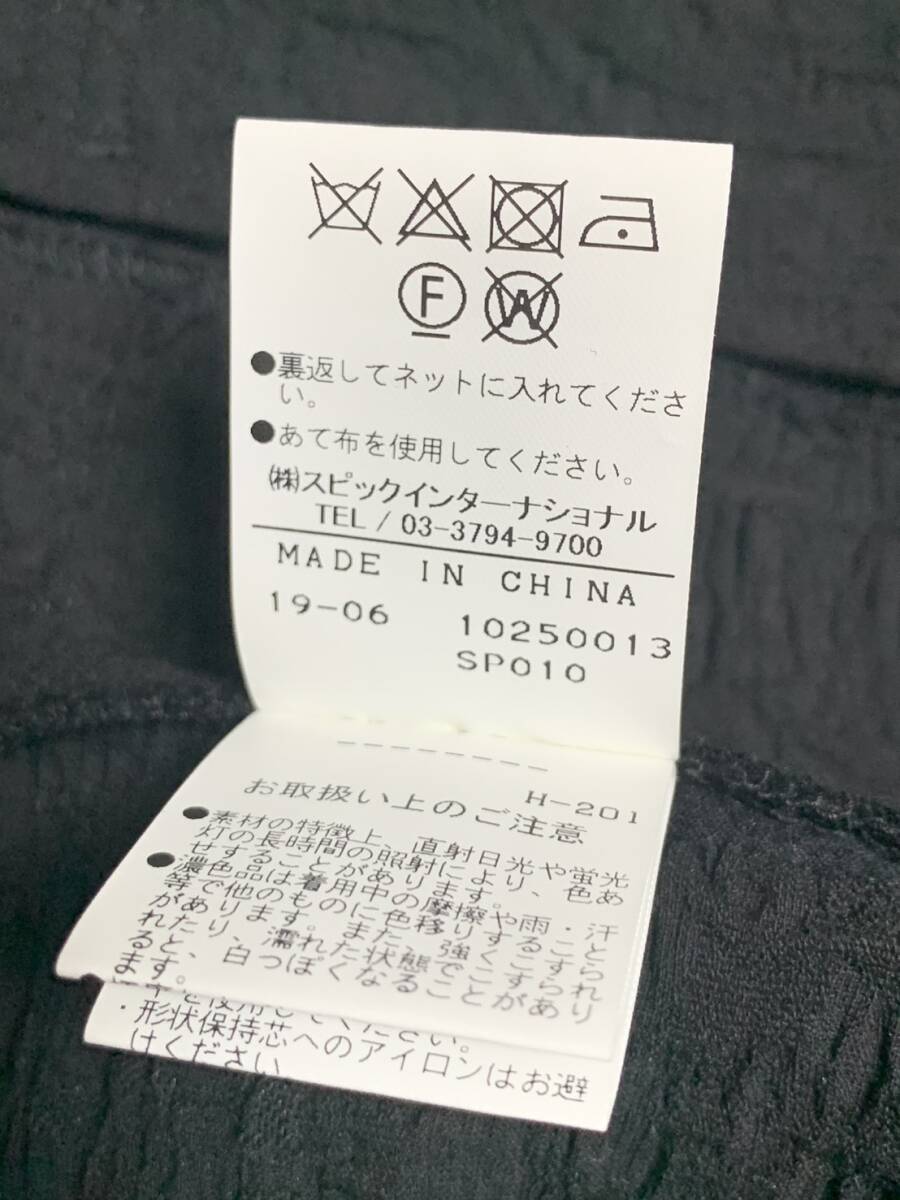 F
W
●裏返してネットに入れてくださ
い。
●あて布を使用してください。
㈱スピックインターナショナル
TEL / 03-3794-9700
MADE IN CHINA
19-06 10250013
SP010
H-201
お取扱い上のご注意
●素材の特徴上、直射日光や蛍光
灯の長時間の照射により、色あ
せすることがあります。
●濃色品は着用中の摩擦や雨・汗
等で他のものに色移りすること
があります。また、強くこすら
れたり、濡れた状態でこすられ
ると、白っぽくなることがあり
ます。
を使用してください。
・形状保持芯へのアイロンはお避
けください